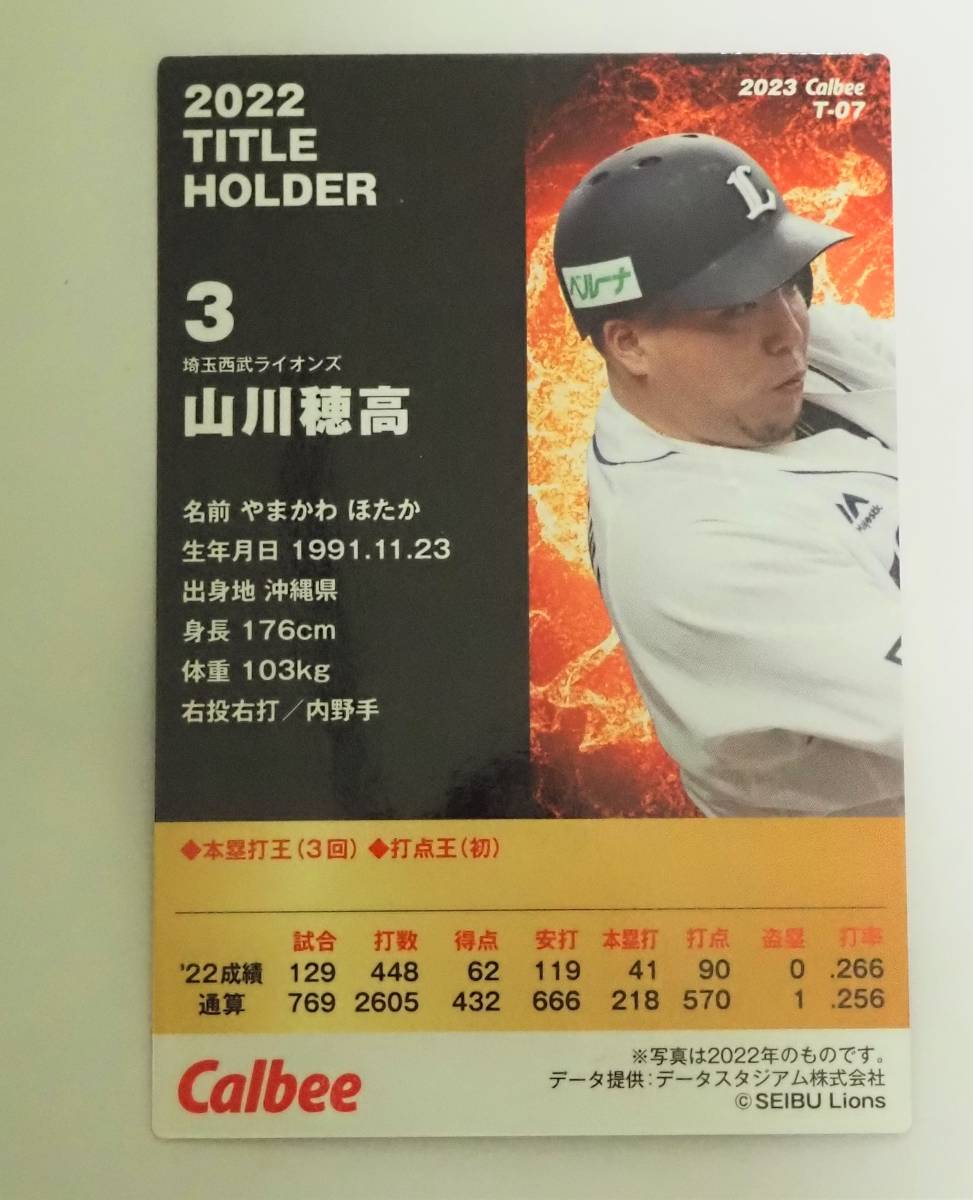 2022
TITLE
HOLDER
2023 Calbee
T-07
L
ベルーナ
Majestic
3
埼玉西武ライオンズ
山川穂高
名前 やまかわ ほたか
生年月日 1991.11.23
出身地 沖縄県
身長 176cm
体重 103kg
右投右打／内野手
◆本塁打王(3回) ◆打点王(初)
試合 打数 得点 安打 本塁打 打点 盗塁 打率
'22成績 129 448 62 119 41 90 0 .266
通算 769 2605 432 666 218 570 1 .256
Calbee
※写真は2022年のものです。
データ提供：データスタジアム株式会社
©SEIBU Lions